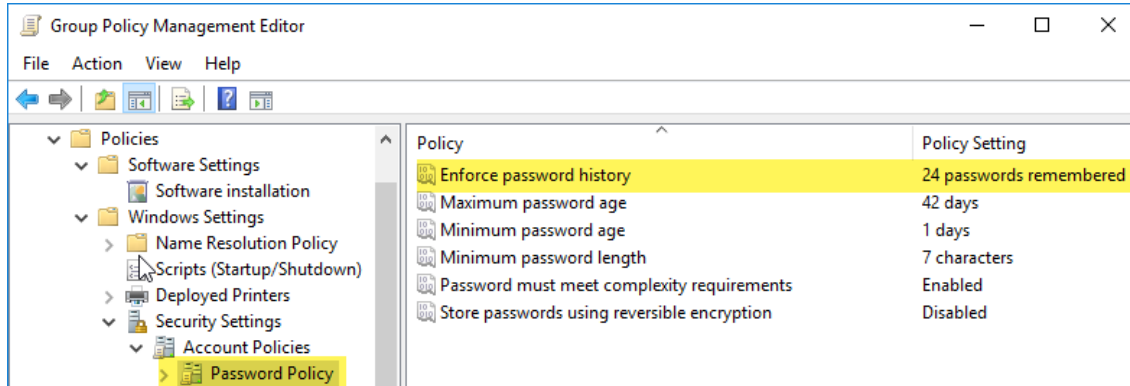 Group Policy Management Editor
File Action View Help
Policies
Software Settings
Software installation
Windows Settings
Name Resolution Policy
Scripts (Startup/Shutdown)
Deployed Printers
Security Settings
Account Policies
Password Policy
Policy Policy Setting
Enforce password history 24 passwords remembered
Maximum password age 42 days
Minimum password age 1 days
Minimum password length 7 characters
Password must meet complexity requirements Enabled
Store passwords using reversible encryption Disabled